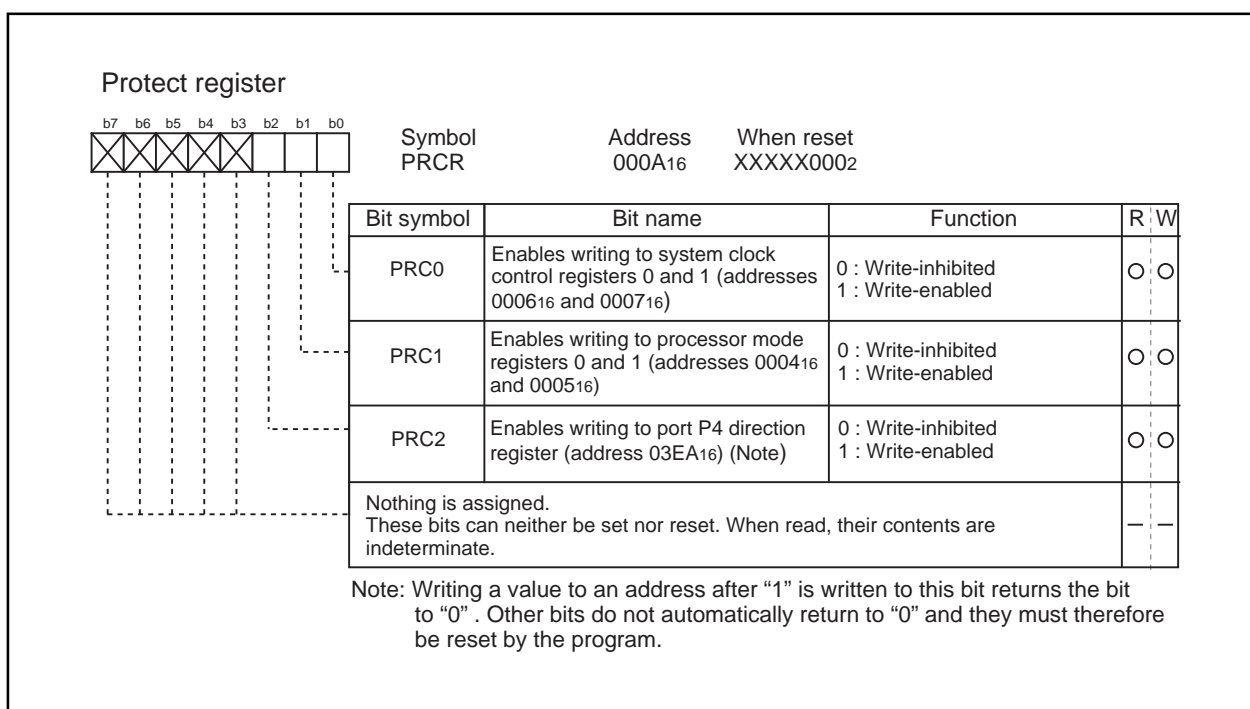 Protect register
b7 b6 b5 b4 b3 b2 b1 b0
Symbol Address When reset
PRCR 000A16 XXXXX0002
Bit symbol Bit name Function R W
PRC0
Enables writing to system clock
control registers 0 and 1 (addresses
000616 and 000716)
0 : Write-inhibited
1 : Write-enabled
PRC1
Enables writing to processor mode
registers 0 and 1 (addresses 000416
and 000516)
0 : Write-inhibited
1 : Write-enabled
PRC2
Enables writing to port P4 direction
register (address 03EA16) (Note)
0 : Write-inhibited
1 : Write-enabled
Nothing is assigned.
These bits can neither be set nor reset. When read, their contents are
indeterminate.
Note: Writing a value to an address after “1” is written to this bit returns the bit
to “0” . Other bits do not automatically return to “0” and they must therefore
be reset by the program.